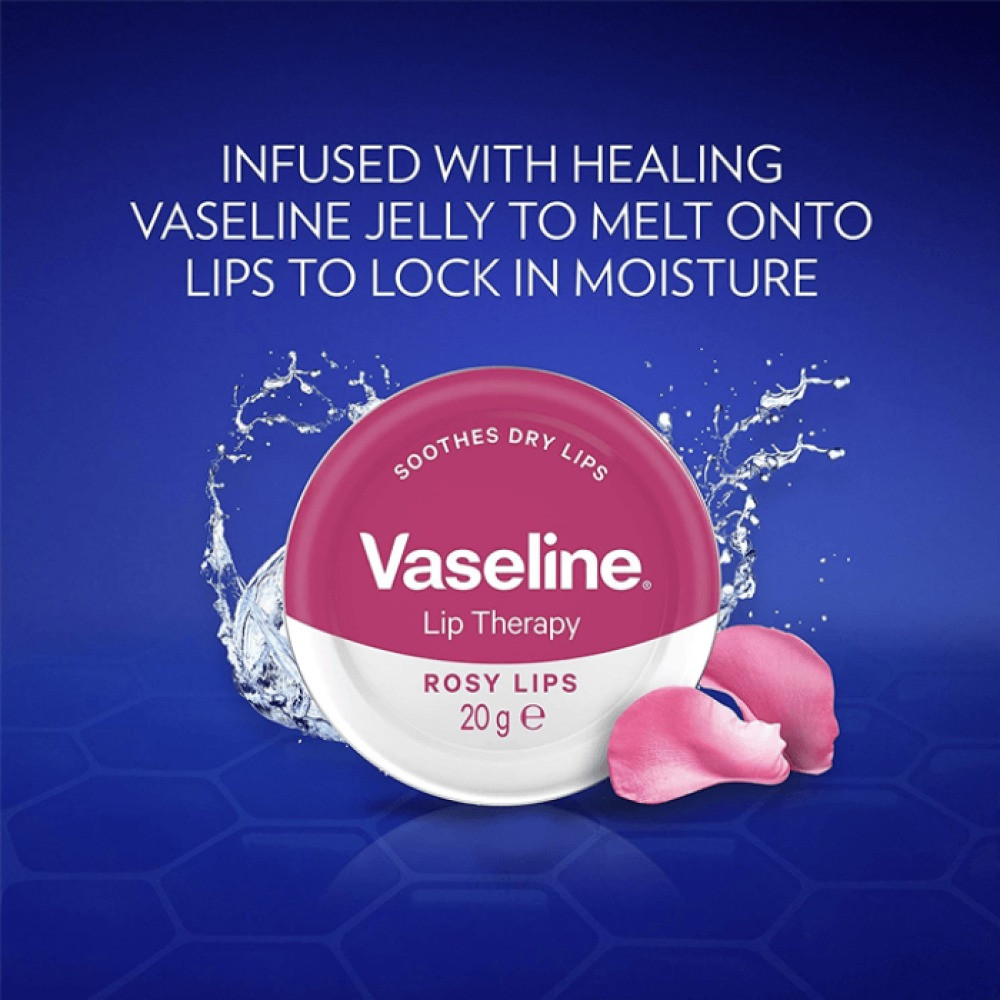 INFUSED WITH HEALING
VASELINE JELLY TO MELT ONTO
LIPS TO LOCK IN MOISTURE
SOOTHES DRY LIPS
Vaseline®
Lip Therapy
ROSY LIPS
20 g ℮